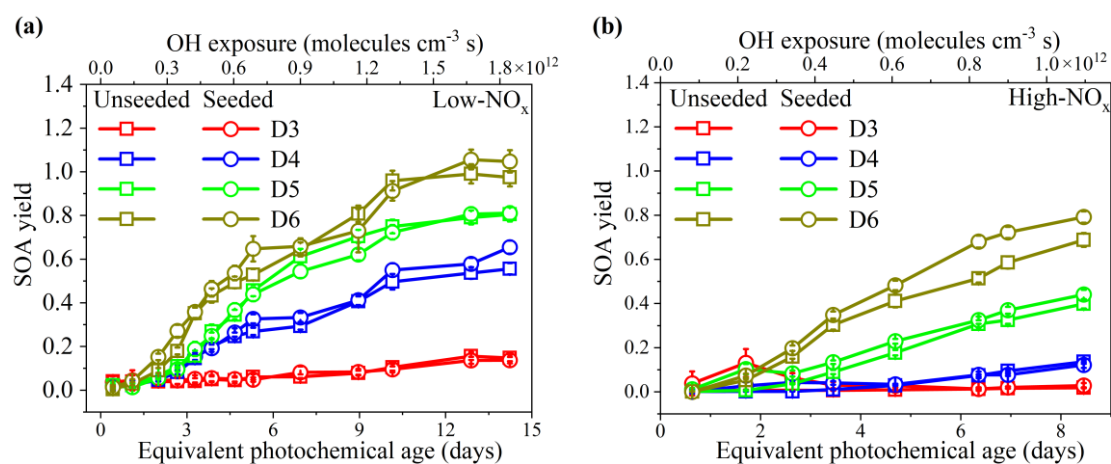 (a)
OH exposure (molecules cm⁻³ s)
0.0 0.3 0.6 0.9 1.2 1.5 1.8×10¹²
1.4
1.2
1.0
0.8
0.6
0.4
0.2
0.0
SOA yield
Unseeded Seeded Low-NOₓ
D3
D4
D5
D6
0 3 6 9 12 15
Equivalent photochemical age (days)
(b)
OH exposure (molecules cm⁻³ s)
0.0 0.2 0.4 0.6 0.8 1.0×10¹²
1.4
1.2
1.0
0.8
0.6
0.4
0.2
0.0
SOA yield
Unseeded Seeded High-NOₓ
D3
D4
D5
D6
0 2 4 6 8
Equivalent photochemical age (days)